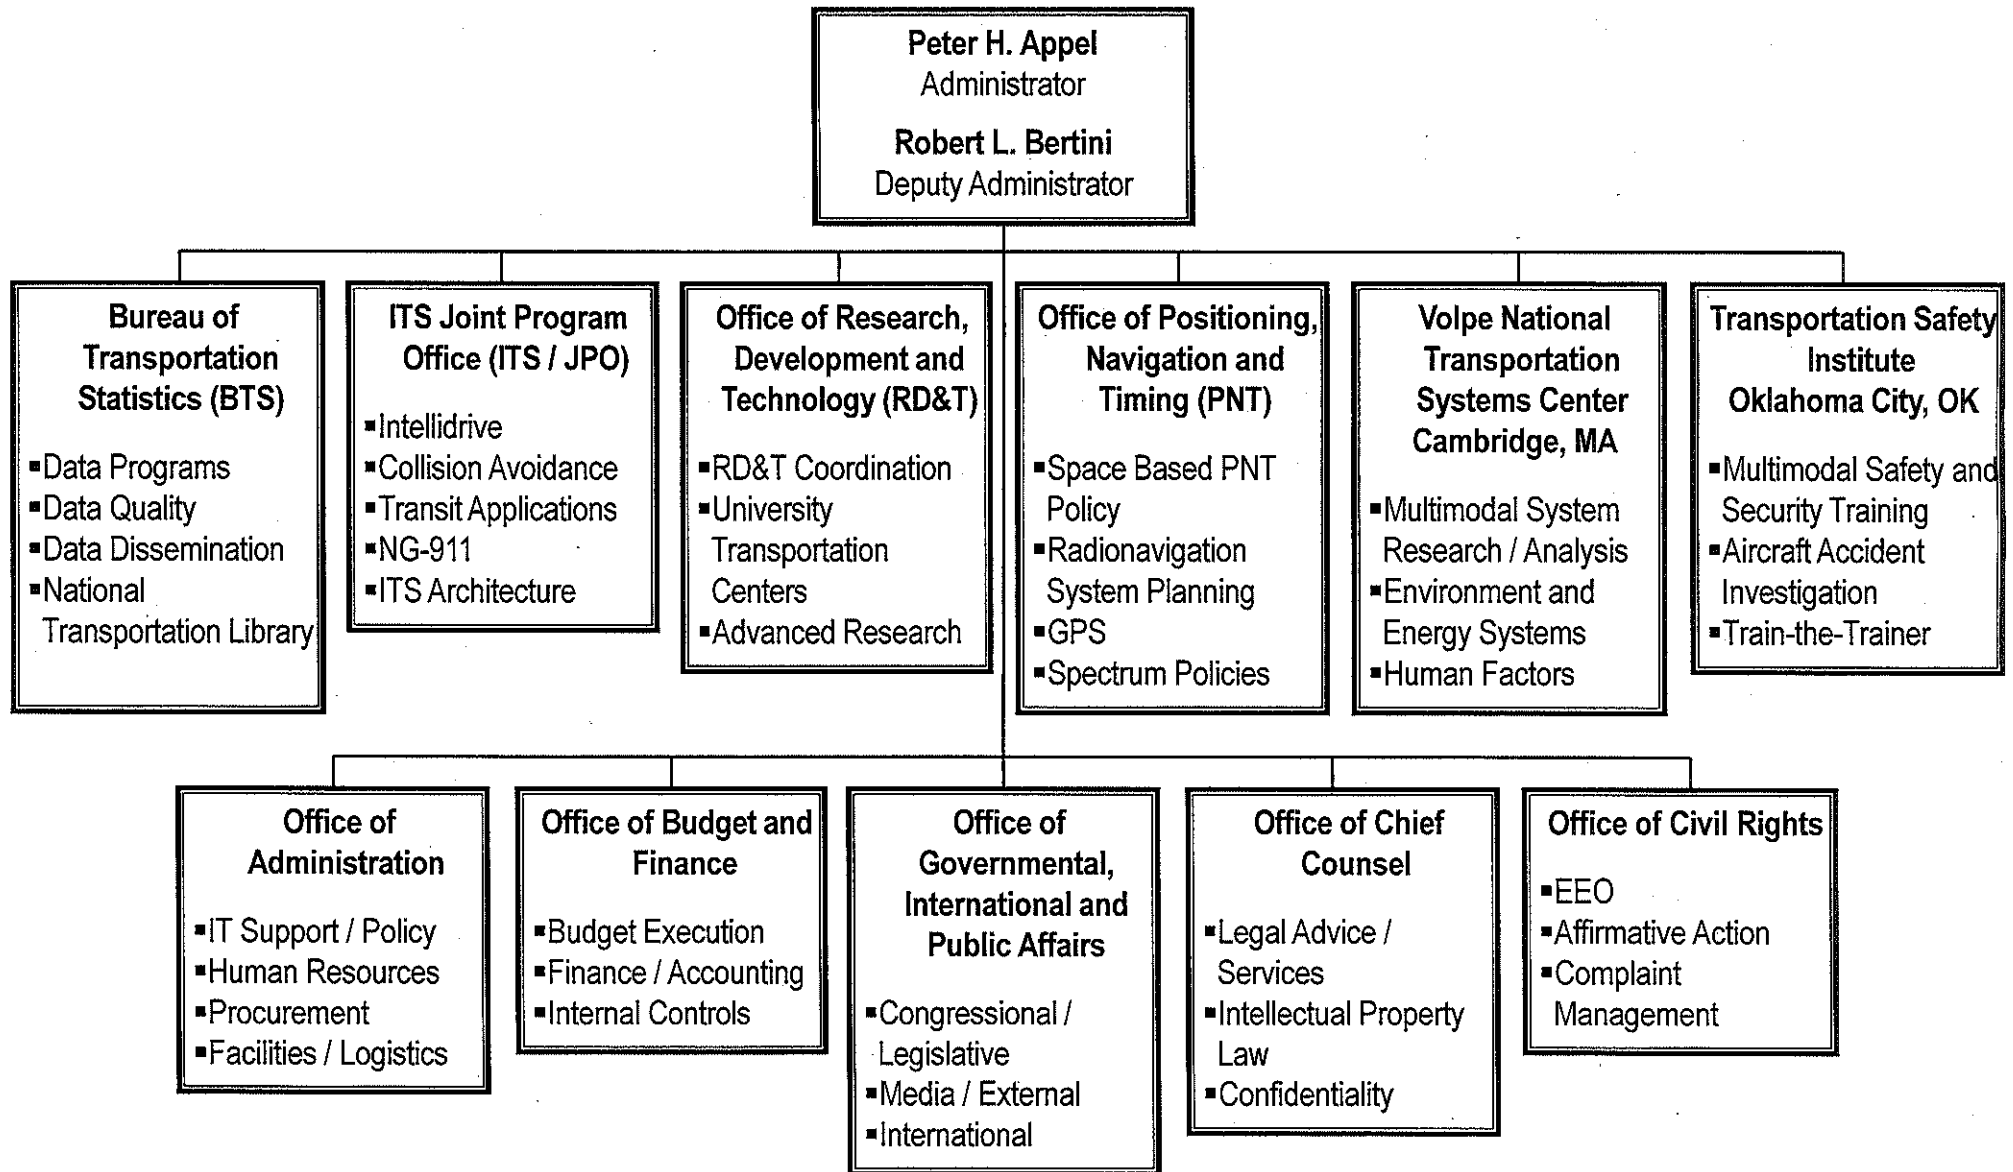 Peter H. Appel
Administrator
Robert L. Bertini
Deputy Administrator
Bureau of
Transportation
Statistics (BTS)
▪Data Programs
▪Data Quality
▪Data Dissemination
▪National
Transportation Library
ITS Joint Program
Office (ITS / JPO)
▪Intellidrive
▪Collision Avoidance
▪Transit Applications
▪NG-911
▪ITS Architecture
Office of Research,
Development and
Technology (RD&T)
▪RD&T Coordination
▪University
Transportation
Centers
▪Advanced Research
Office of Positioning,
Navigation and
Timing (PNT)
▪Space Based PNT
Policy
▪Radionavigation
System Planning
▪GPS
▪Spectrum Policies
Volpe National
Transportation
Systems Center
Cambridge, MA
▪Multimodal System
Research / Analysis
▪Environment and
Energy Systems
▪Human Factors
Transportation Safety
Institute
Oklahoma City, OK
▪Multimodal Safety and
Security Training
▪Aircraft Accident
Investigation
▪Train-the-Trainer
Office of
Administration
▪IT Support / Policy
▪Human Resources
▪Procurement
▪Facilities / Logistics
Office of Budget and
Finance
▪Budget Execution
▪Finance / Accounting
▪Internal Controls
Office of
Governmental,
International and
Public Affairs
▪Congressional /
Legislative
▪Media / External
▪International
Office of Chief
Counsel
▪Legal Advice /
Services
▪Intellectual Property
Law
▪Confidentiality
Office of Civil Rights
▪EEO
▪Affirmative Action
▪Complaint
Management